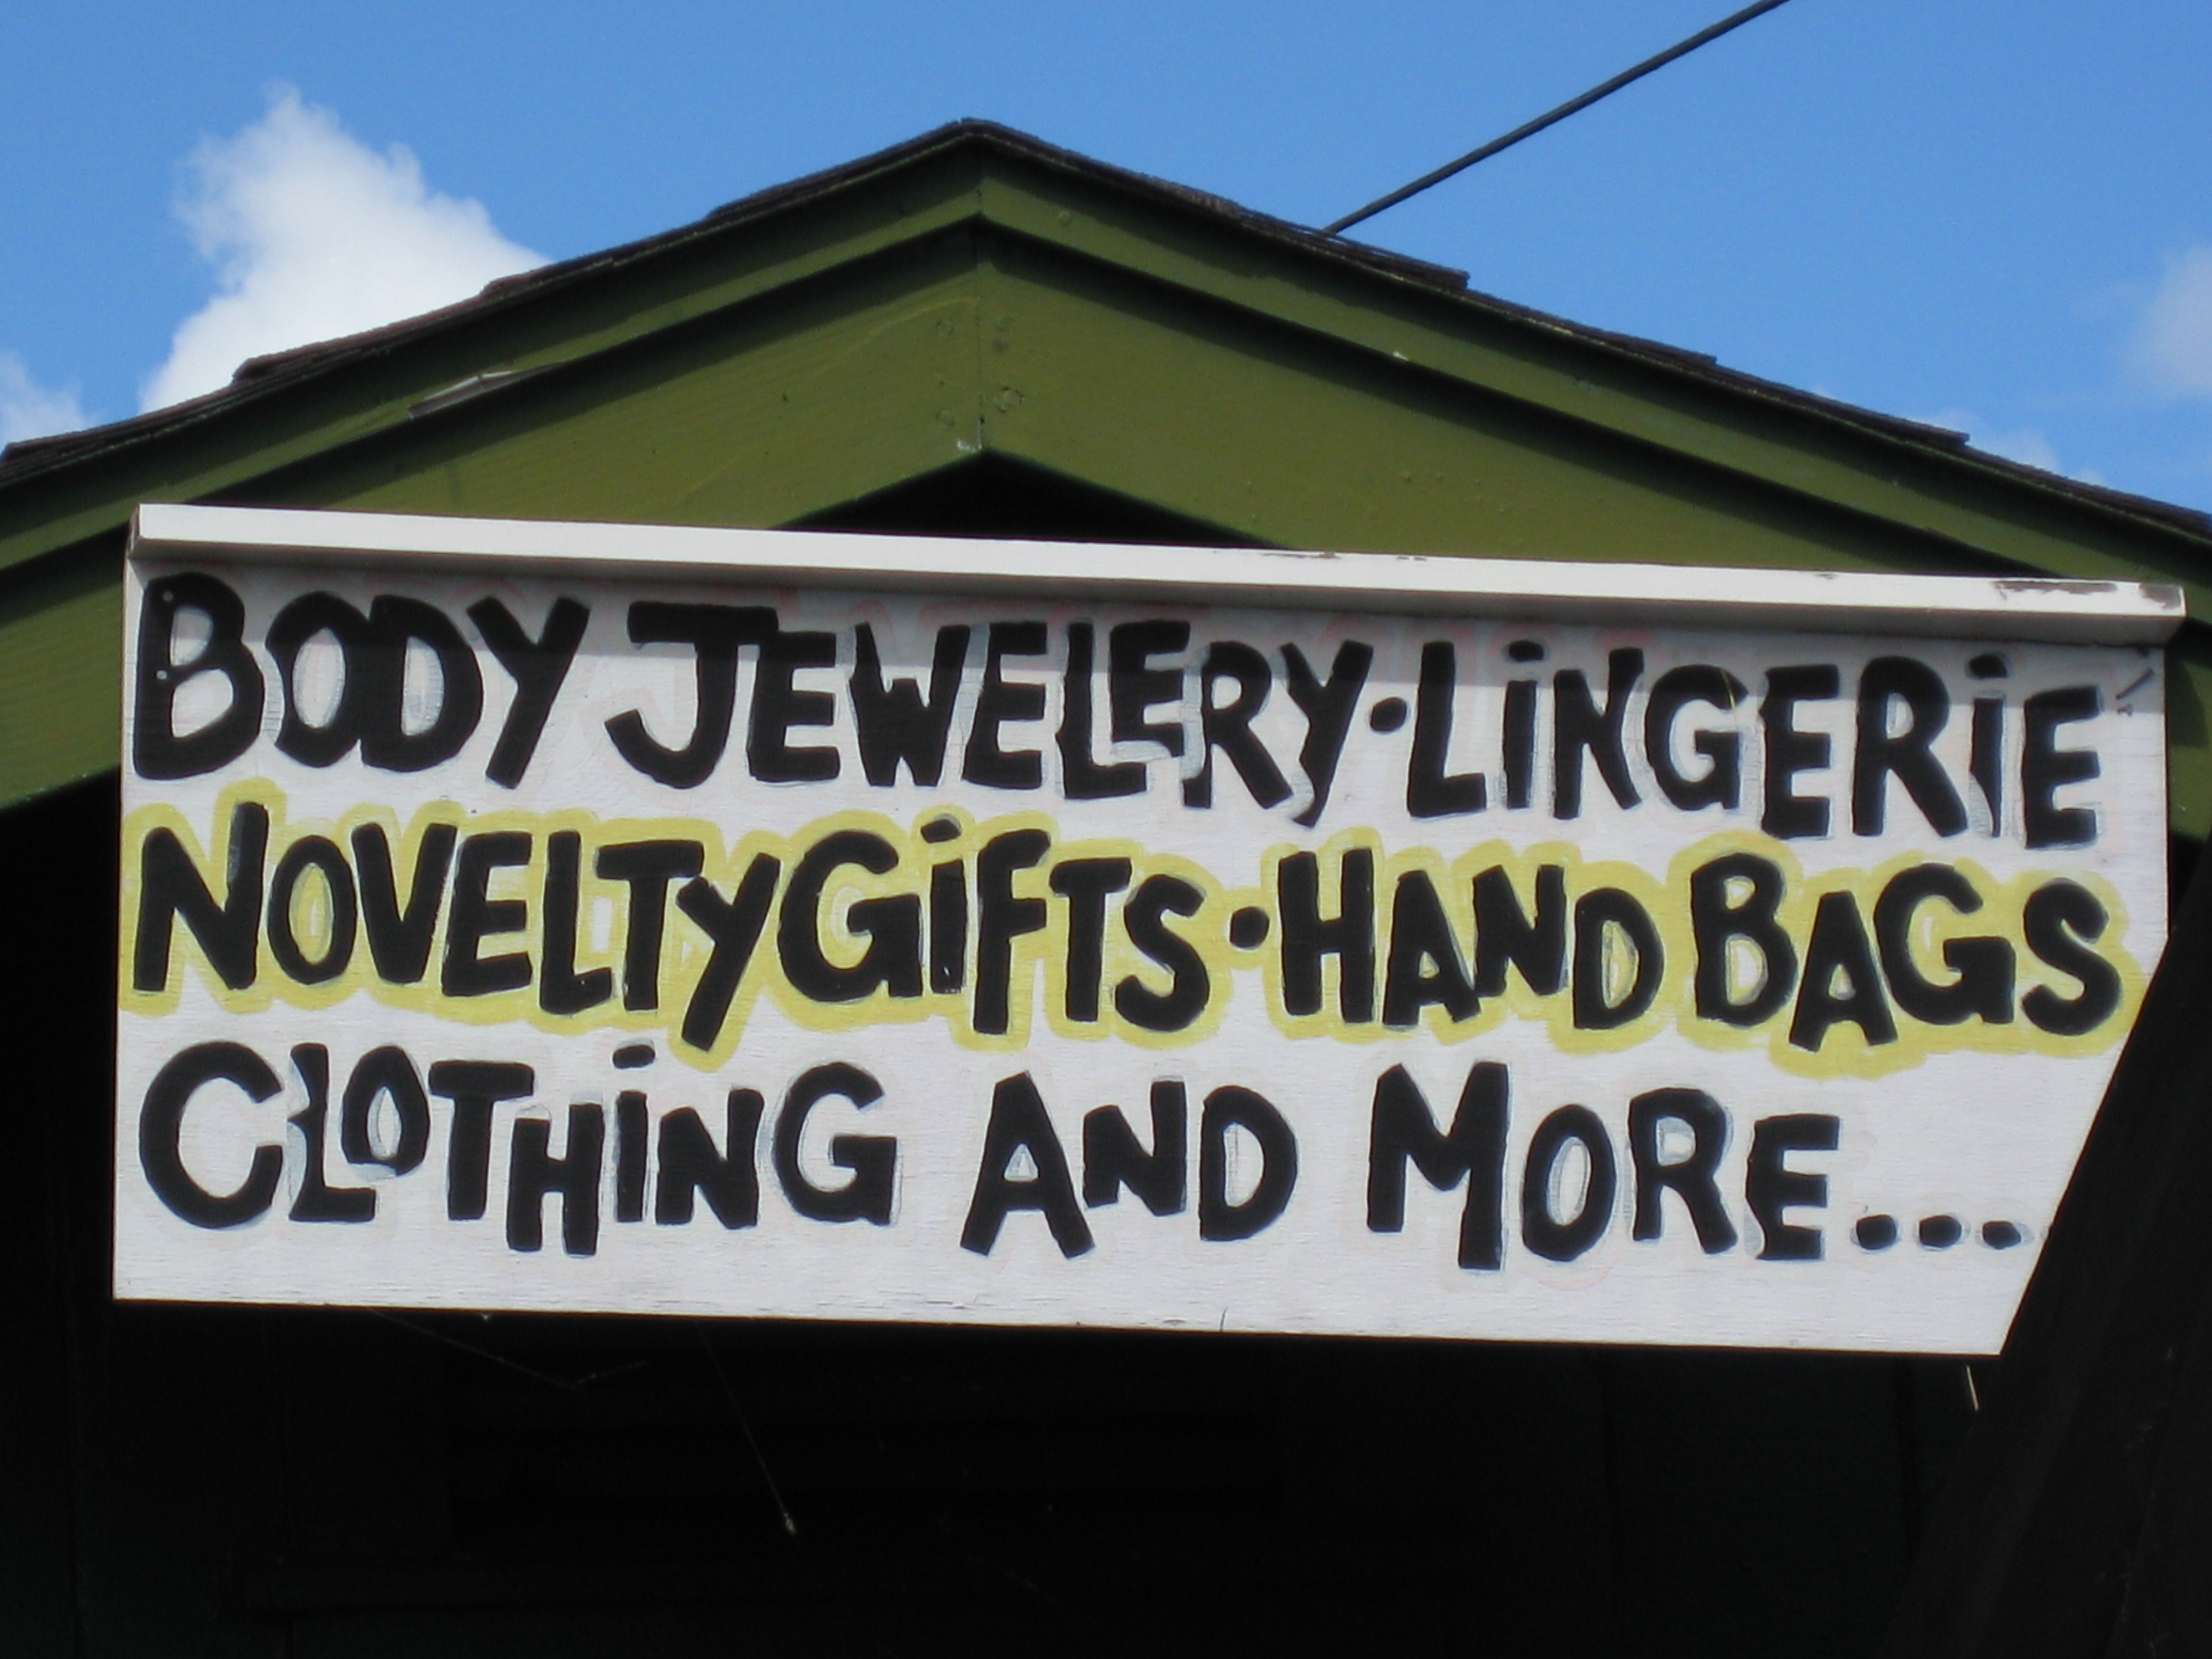 BODY JEWELERY · LiNGERiE
NOVELTY GiFTS · HAND BAGS
CLOTHiNG AND MORE...